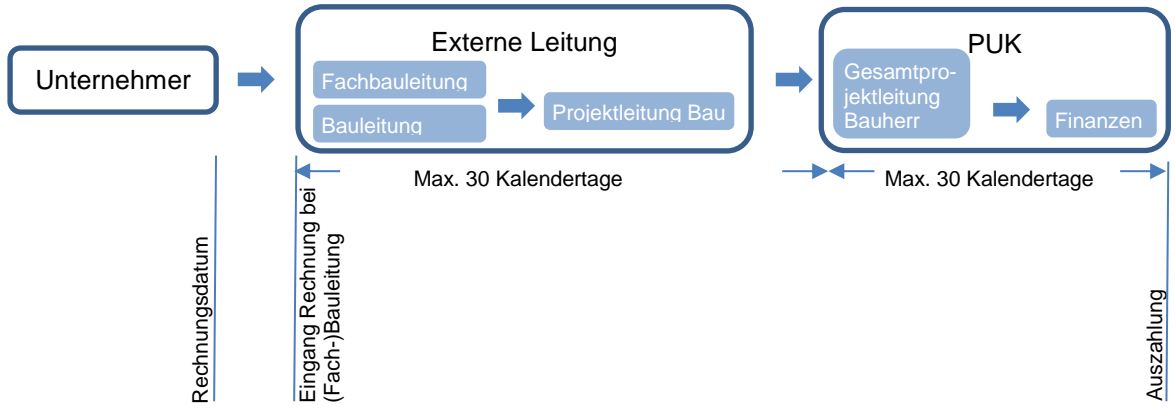 Unternehmer
Externe Leitung
Fachbauleitung
Bauleitung
Projektleitung Bau
PUK
Gesamtpro-
jektleitung
Bauherr
Finanzen
Max. 30 Kalendertage
Max. 30 Kalendertage
Rechnungsdatum
Eingang Rechnung bei
(Fach-)Bauleitung
Auszahlung